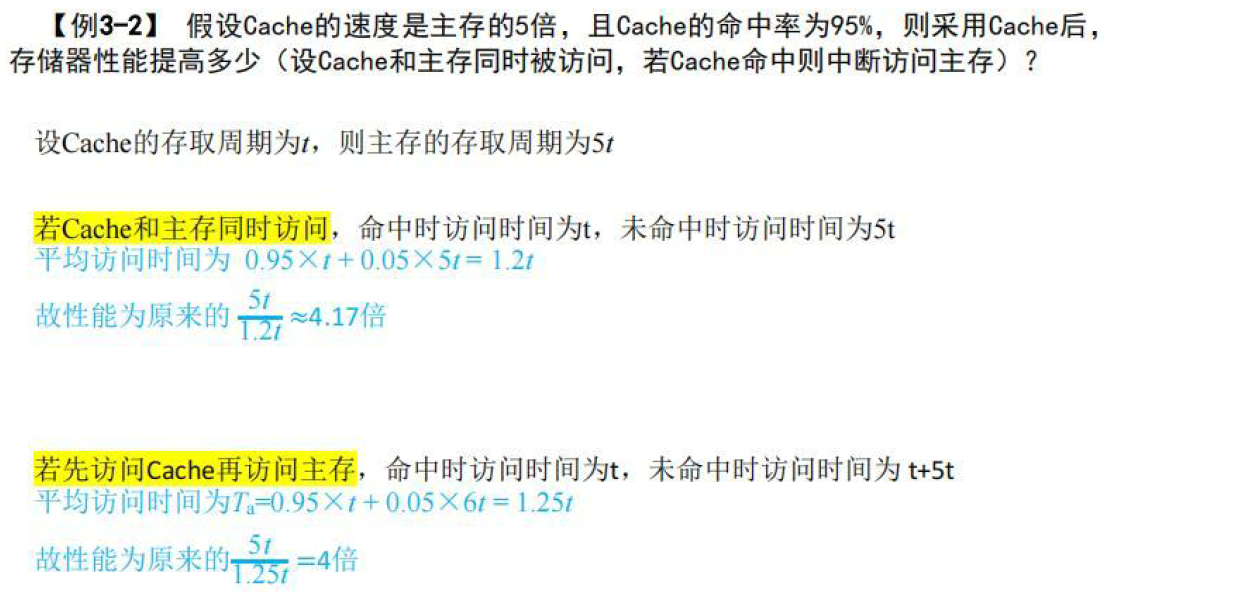 【例3-2】 假设Cache的速度是主存的5倍，且Cache的命中率为95%，则采用Cache后，
存储器性能提高多少（设Cache和主存同时被访问，若Cache命中则中断访问主存）？
设Cache的存取周期为t，则主存的存取周期为5t
若Cache和主存同时访问，命中时访问时间为t，未命中时访问时间为5t
平均访问时间为 0.95×t + 0.05×5t = 1.2t
故性能为原来的 5t/1.2t ≈4.17倍
若先访问Cache再访问主存，命中时访问时间为t，未命中时访问时间为 t+5t
平均访问时间为Ta=0.95×t + 0.05×6t = 1.25t
故性能为原来的 5t/1.25t =4倍